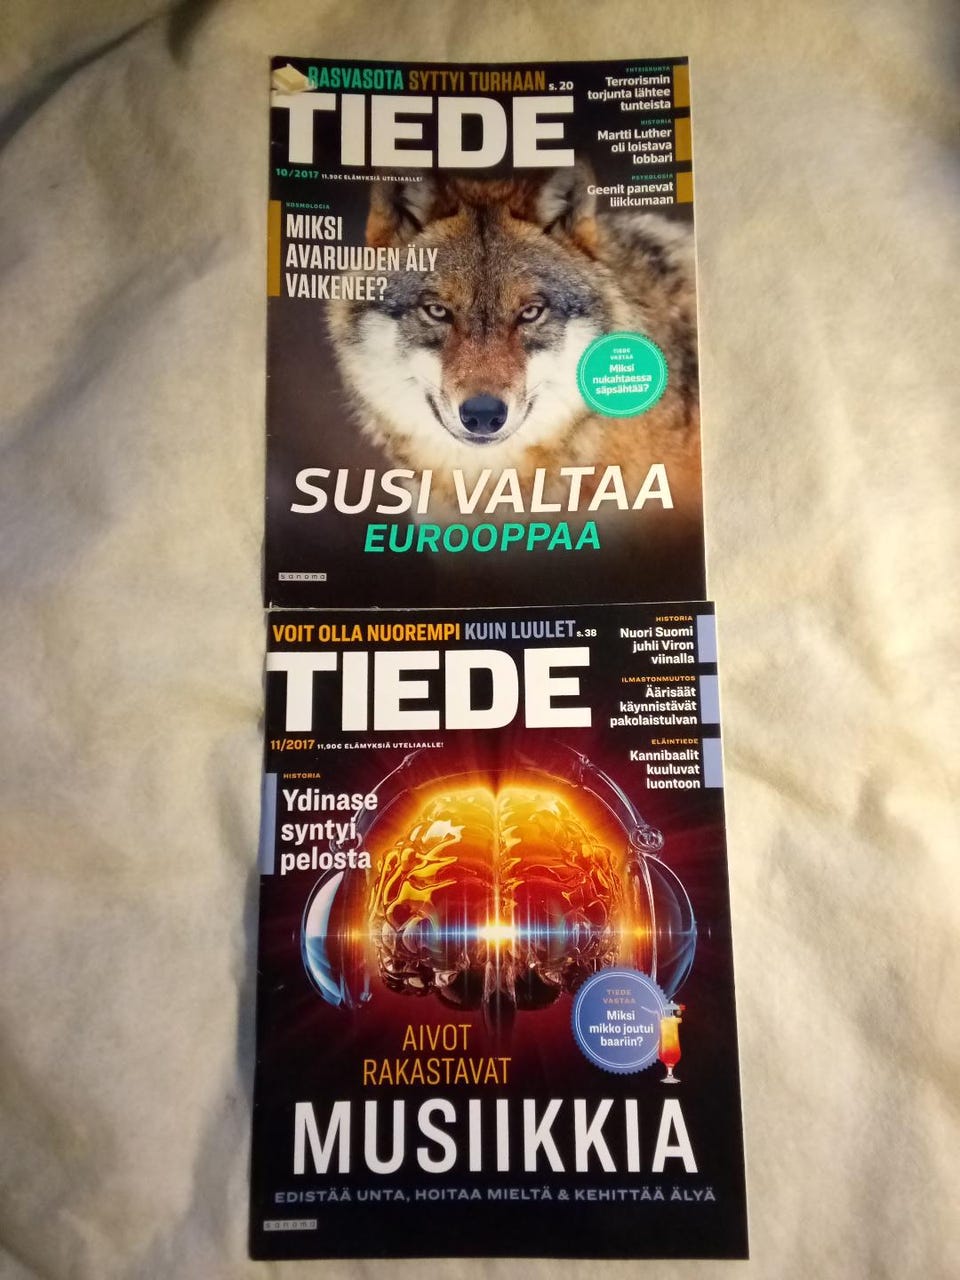 RASVASOTA SYTTYI TURHAAN s. 20
TIEDE
10/2017 11,90€ ELÄMYKSIÄ UTELIAALLE!
YHTEISKUNTA
Terrorismin
torjunta lähtee
tunteista
HISTORIA
Martti Luther
oli loistava
lobbari
PSYKOLOGIA
Geenit panevat
liikkumaan
KOSMOLOGIA
MIKSI
AVARUUDEN ÄLY
VAIKENEE?
TIEDE
VASTAA
Miksi
nukahtaessa
säpsähtää?
SUSI VALTAA
EUROOPPAA
sanoma
VOIT OLLA NUOREMPI KUIN LUULET s. 38
TIEDE
11/2017 11,90€ ELÄMYKSIÄ UTELIAALLE!
HISTORIA
Nuori Suomi
juhli Viron
viinalla
ILMASTONMUUTOS
Äärisäät
käynnistävät
pakolaistulvan
ELÄINTIEDE
Kannibaalit
kuuluvat
luontoon
HISTORIA
Ydinase
syntyi
pelosta
TIEDE
VASTAA
Miksi
mikko joutui
baariin?
AIVOT
RAKASTAVAT
MUSIIKKIA
EDISTÄÄ UNTA, HOITAA MIELTÄ & KEHITTÄÄ ÄLYÄ
sanoma